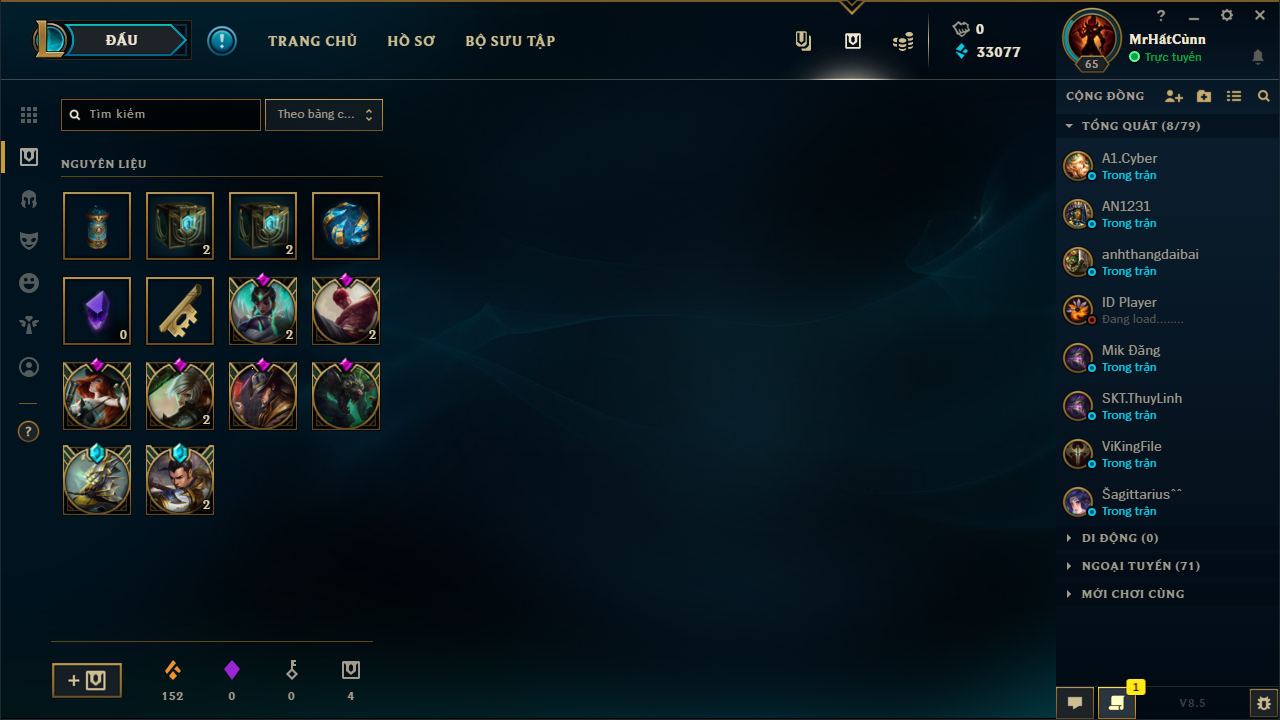 ĐẤU
TRANG CHỦ
HỒ SƠ
BỘ SƯU TẬP
0
33077
65
MrHấtCùnn
Trực tuyến
Tìm kiếm
Theo bảng c...
NGUYÊN LIỆU
2
2
0
2
2
2
2
152
0
0
4
CỘNG ĐỒNG
TỔNG QUÁT (8/79)
A1.Cyber
Trong trận
AN1231
Trong trận
anhthangdaibai
Trong trận
ID Player
Đang load........
Mik Đăng
Trong trận
SKT.ThuyLinh
Trong trận
ViKingFile
Trong trận
Šagittariusˆˆ
Trong trận
DI ĐỘNG (0)
NGOẠI TUYẾN (71)
MỚI CHƠI CÙNG
1
V8.5